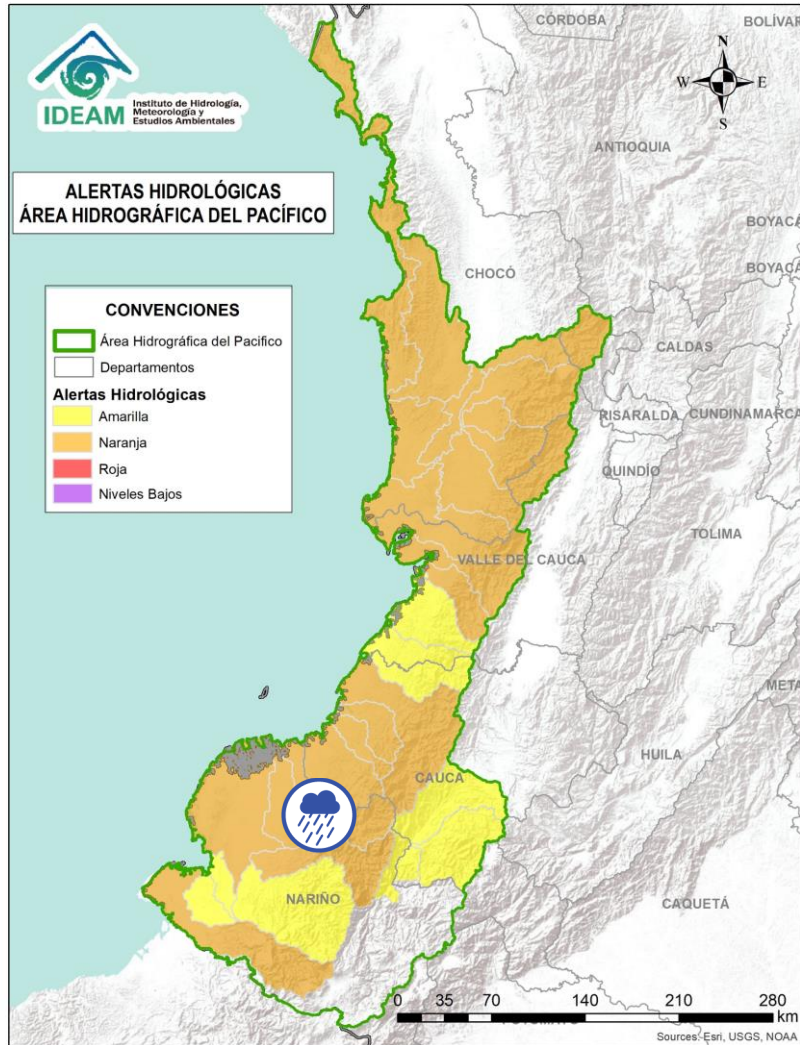 IDEAM
Instituto de Hidrología,
Meteorología y
Estudios Ambientales
ALERTAS HIDROLÓGICAS
ÁREA HIDROGRÁFICA DEL PACÍFICO
CONVENCIONES
Área Hidrográfica del Pacifico
Departamentos
Alertas Hidrológicas
Amarilla
Naranja
Roja
Niveles Bajos
CÓRDOBA
BOLÍVAR
N
W E
S
ANTIOQUIA
BOYACÁ
BOYACÁ
CHOCÓ
CALDAS
RISARALDA
CUNDINAMARCA
QUINDÍO
TOLIMA
VALLE DEL CAUCA
META
HUILA
CAUCA
NARIÑO
CAQUETÁ
0 35 70 140 210 280
km
Sources: Esri, USGS, NOAA